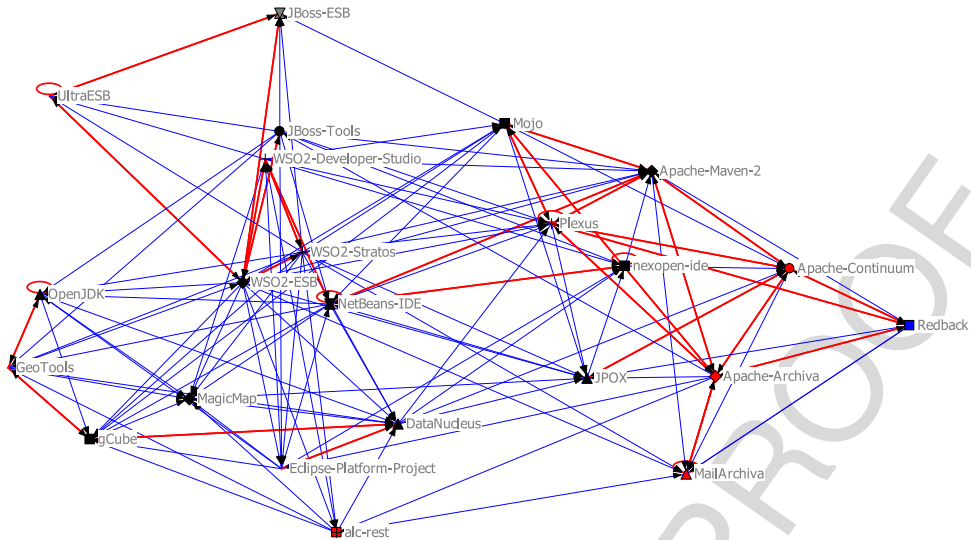 JBoss-ESB
UltraESB
JBoss-Tools
Mojo
WSO2-Developer-Studio
Apache-Maven-2
Plexus
WSO2-Stratos
nexopen-ide
Apache-Continuum
WSO2-ESB
OpenJDK
NetBeans-IDE
Redback
GeoTools
JPOX
Apache-Archiva
MagicMap
DataNucleus
gCube
Eclipse-Platform-Project
MailArchiva
alc-rest
PROOF